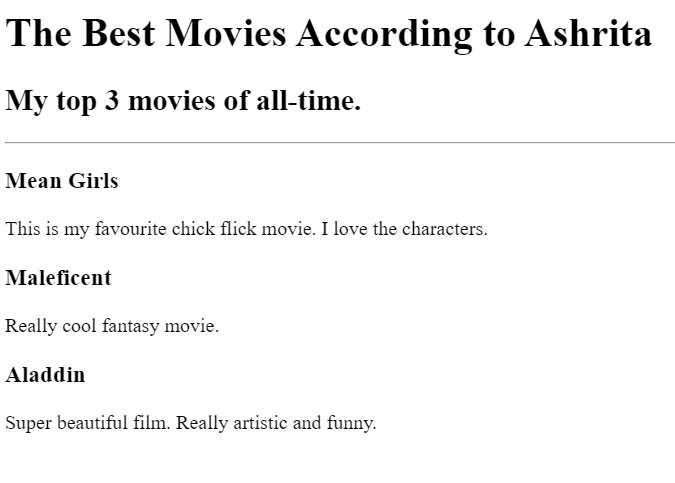 The Best Movies According to Ashrita
My top 3 movies of all-time.
Mean Girls
This is my favourite chick flick movie. I love the characters.
Maleficent
Really cool fantasy movie.
Aladdin
Super beautiful film. Really artistic and funny.